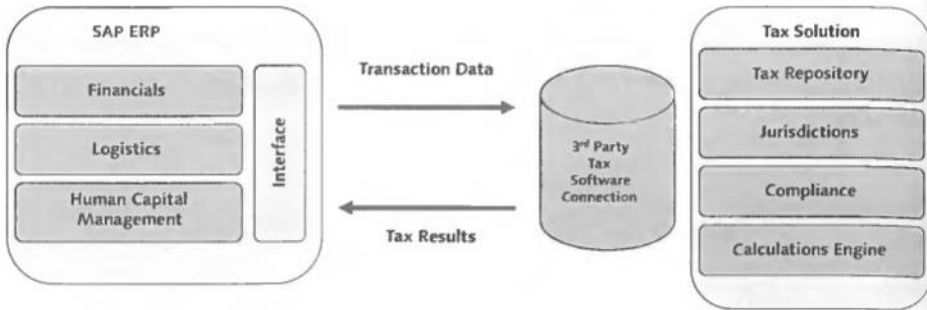 SAP ERP
Financials
Logistics
Human Capital
Management
Interface
Transaction Data
Tax Results
3rd Party
Tax
Software
Connection
Tax Solution
Tax Repository
Jurisdictions
Compliance
Calculations Engine